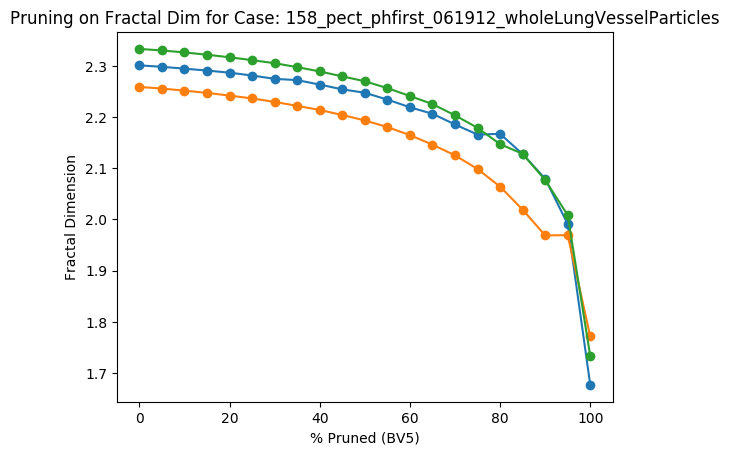 Pruning on Fractal Dim for Case: 158_pect_phfirst_061912_wholeLungVesselParticles
2.3
2.2
2.1
2.0
1.9
1.8
1.7
Fractal Dimension
0 20 40 60 80 100
% Pruned (BV5)